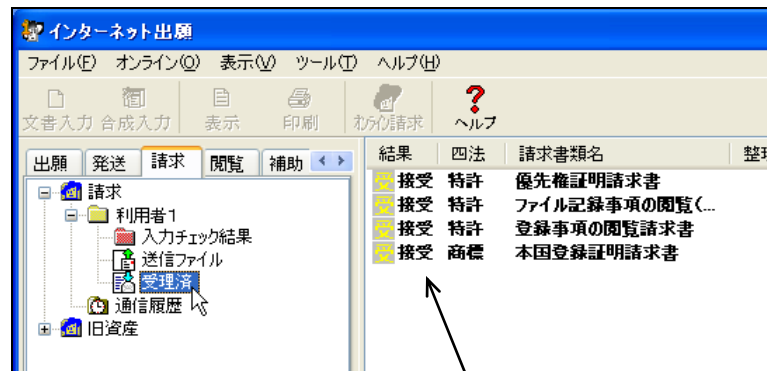 インターネット出願
ファイル(F) オンライン(O) 表示(V) ツール(T) ヘルプ(H)
文書入力 合成入力 表示 印刷 オンライン請求 ヘルプ
出願 発送 請求 閲覧 補助
結果 四法 請求書類名 整理
請求
利用者1
入力チェック結果
送信ファイル
受理済
通信履歴
旧資産
受 接受 特許 優先権証明請求書
受 接受 特許 ファイル記録事項の閲覧(...
受 接受 特許 登録事項の閲覧請求書
受 接受 商標 本国登録証明請求書